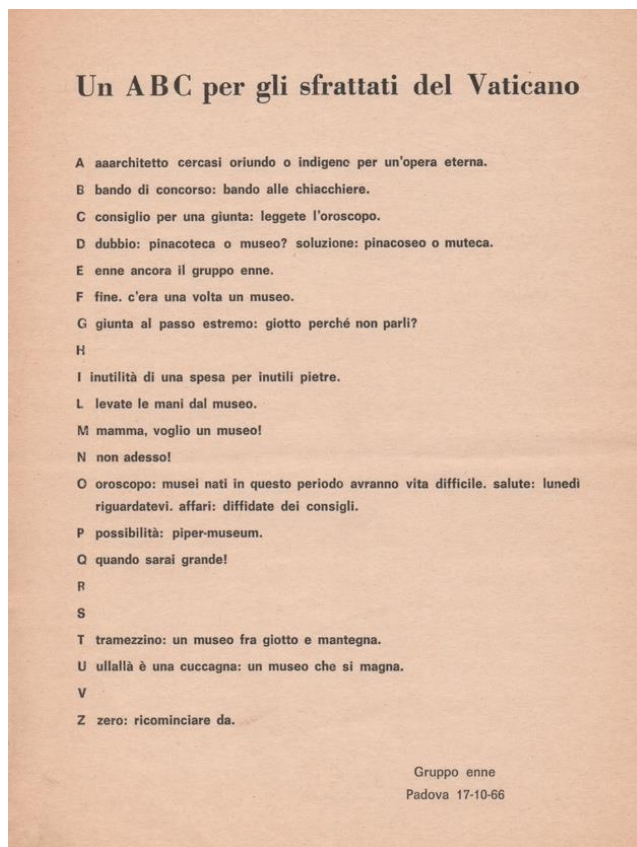 Un ABC per gli sfrattati del Vaticano
A aaarchitetto cercasi oriundo o indigeno per un'opera eterna.
B bando di concorso: bando alle chiacchiere.
C consiglio per una giunta: leggete l'oroscopo.
D dubbio: pinacoteca o museo? soluzione: pinacoseo o muteca.
E enne ancora il gruppo enne.
F fine. c'era una volta un museo.
G giunta al passo estremo: giotto perché non parli?
H
I inutilità di una spesa per inutili pietre.
L levate le mani dal museo.
M mamma, voglio un museo!
N non adesso!
O oroscopo: musei nati in questo periodo avranno vita difficile. salute: lunedì
riguardatevi. affari: diffidate dei consigli.
P possibilità: piper-museum.
Q quando sarai grande!
R
S
T tramezzino: un museo fra giotto e mantegna.
U ullallà è una cuccagna: un museo che si magna.
V
Z zero: ricominciare da.
Gruppo enne
Padova 17-10-66